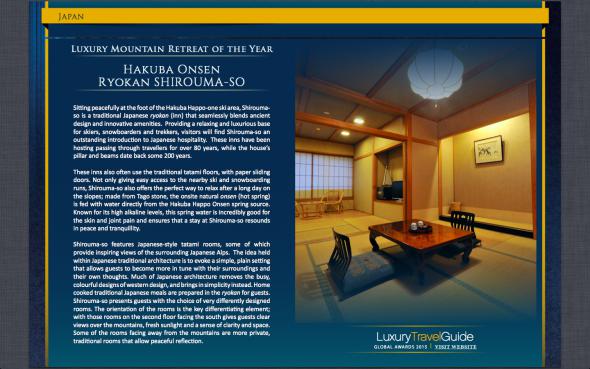 JAPAN
LUXURY MOUNTAIN RETREAT OF THE YEAR
HAKUBA ONSEN
RYOKAN SHIROUMA-SO
Sitting peacefully at the foot of the Hakuba Happo-one ski area, Shirouma-
so is a traditional Japanese ryokan (inn) that seamlessly blends ancient
design and innovative amenities. Providing a relaxing and luxurious base
for skiers, snowboarders and trekkers, visitors will find Shirouma-so an
outstanding introduction to Japanese hospitality. These inns have been
hosting passing through travellers for over 80 years, while the house's
pillar and beams date back some 200 years.
These inns also often use the traditional tatami floors, with paper sliding
doors. Not only giving easy access to the nearby ski and snowboarding
runs, Shirouma-so also offers the perfect way to relax after a long day on
the slopes; made from Tago stone, the onsite natural onsen (hot spring)
is fed with water directly from the Hakuba Happo Onsen spring source.
Known for its high alkaline levels, this spring water is incredibly good for
the skin and joint pain and ensures that a stay at Shirouma-so resounds
in peace and tranquillity.
Shirouma-so features Japanese-style tatami rooms, some of which
provide inspiring views of the surrounding Japanese Alps. The idea held
within Japanese traditional architecture is to evoke a simple, plain setting
that allows guests to become more in tune with their surroundings and
their own thoughts. Much of Japanese architecture removes the busy,
colourful designs of western design, and brings in simplicity instead. Home
cooked traditional Japanese meals are prepared in the ryokan for guests.
Shirouma-so presents guests with the choice of very differently designed
rooms. The orientation of the rooms is the key differentiating element;
with those rooms on the second floor facing the south gives guests clear
views over the mountains, fresh sunlight and a sense of clarity and space.
Some of the rooms facing away from the mountains are more private,
traditional rooms that allow peaceful reflection.
LuxuryTravelGuide
GLOBAL AWARDS 2015 | VISIT WEBSITE